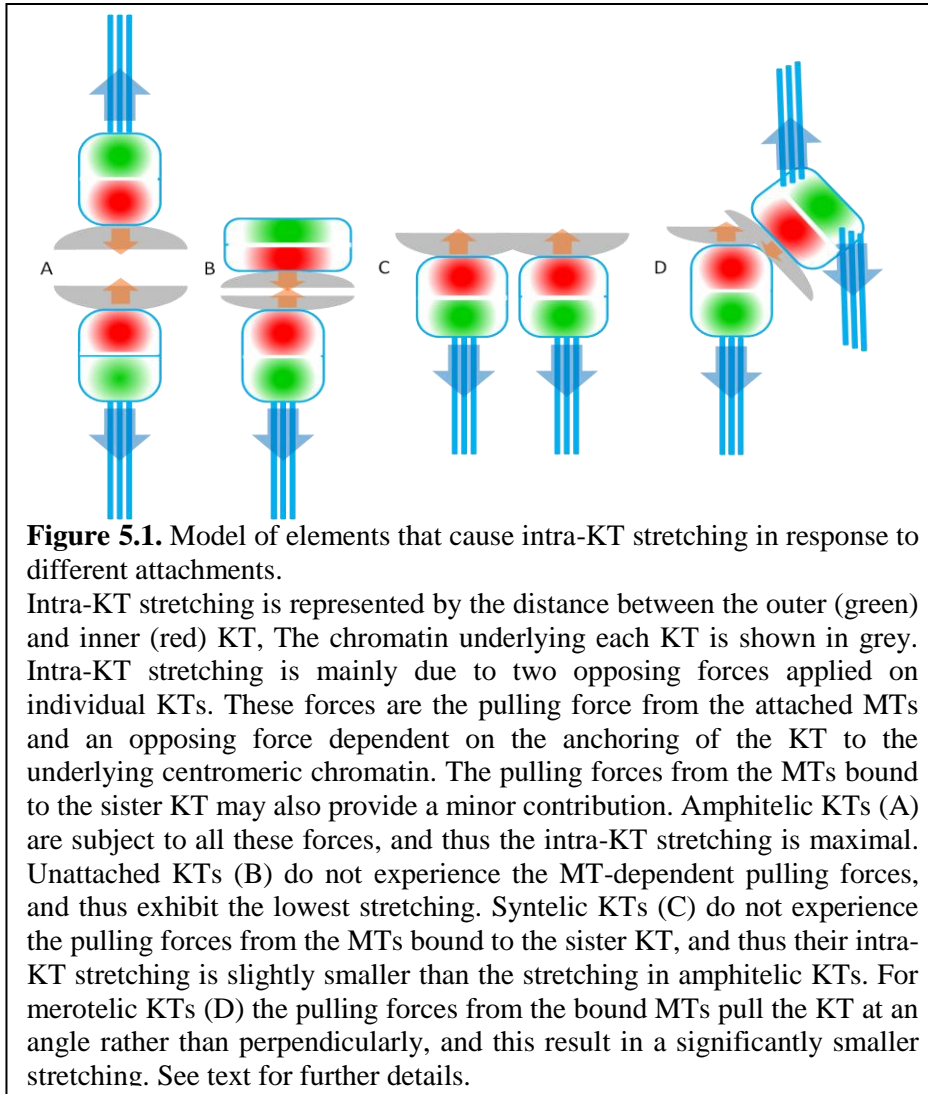 A
B
C
D
Figure 5.1. Model of elements that cause intra-KT stretching in response to
different attachments.
Intra-KT stretching is represented by the distance between the outer (green)
and inner (red) KT, The chromatin underlying each KT is shown in grey.
Intra-KT stretching is mainly due to two opposing forces applied on
individual KTs. These forces are the pulling force from the attached MTs
and an opposing force dependent on the anchoring of the KT to the
underlying centromeric chromatin. The pulling forces from the MTs bound
to the sister KT may also provide a minor contribution. Amphitelic KTs (A)
are subject to all these forces, and thus the intra-KT stretching is maximal.
Unattached KTs (B) do not experience the MT-dependent pulling forces,
and thus exhibit the lowest stretching. Syntelic KTs (C) do not experience
the pulling forces from the MTs bound to the sister KT, and thus their intra-
KT stretching is slightly smaller than the stretching in amphitelic KTs. For
merotelic KTs (D) the pulling forces from the bound MTs pull the KT at an
angle rather than perpendicularly, and this result in a significantly smaller
stretching. See text for further details.